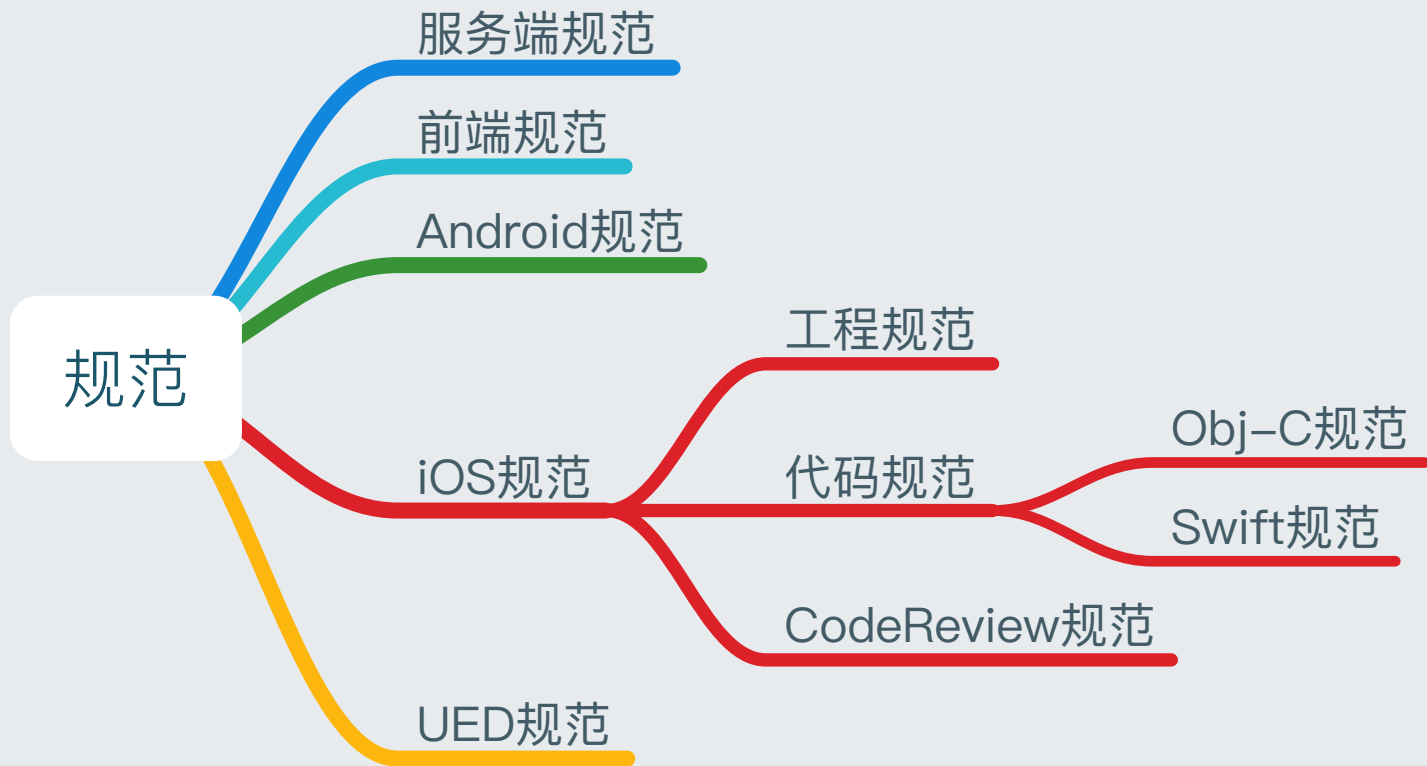 服务端规范
前端规范
Android规范
规范
iOS规范
工程规范
代码规范
Obj-C规范
Swift规范
CodeReview规范
UED规范